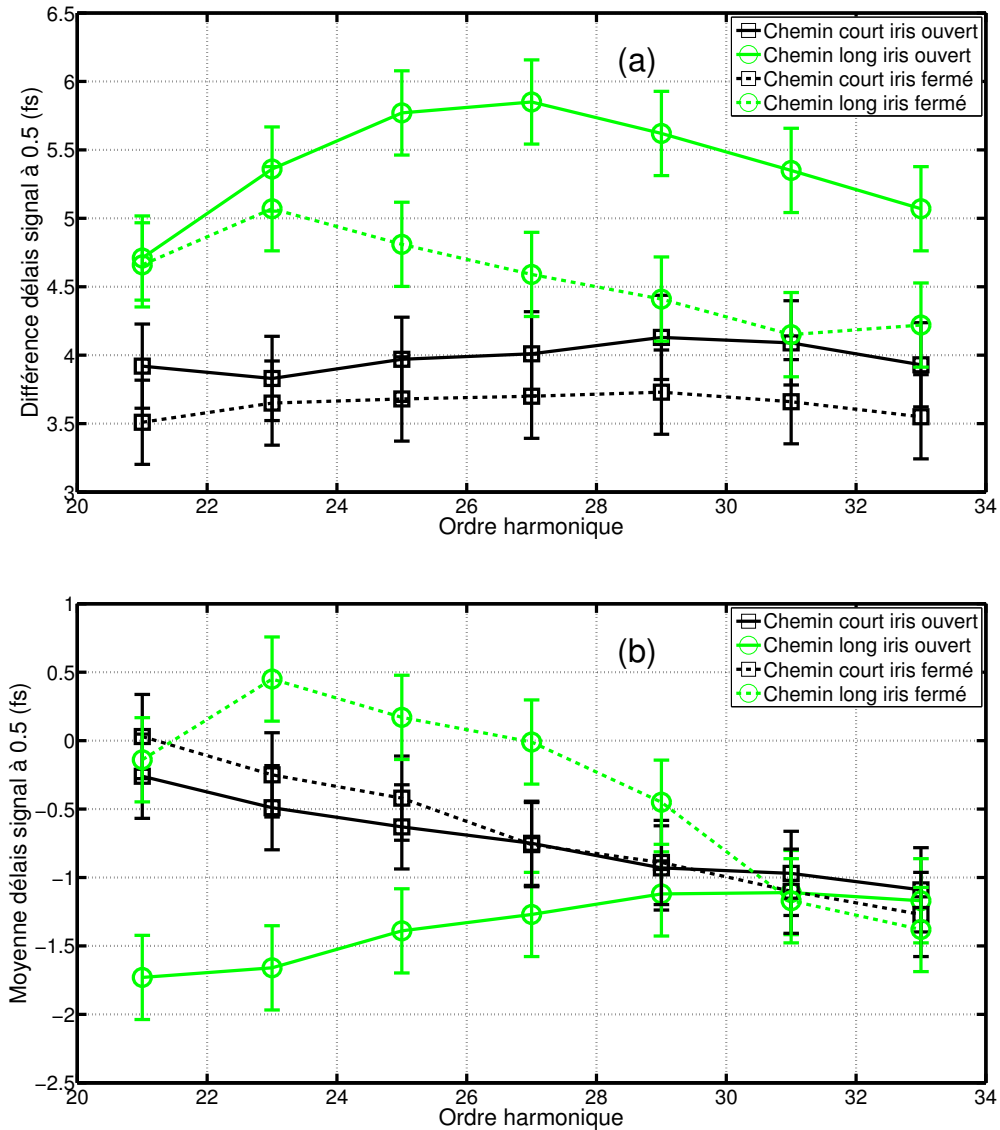 6.5
6
5.5
5
4.5
4
3.5
3
Différence délais signal à 0.5 (fs)
(a)
Chemin court iris ouvert
Chemin long iris ouvert
Chemin court iris fermé
Chemin long iris fermé
20 22 24 26 28 30 32 34
Ordre harmonique
1
0.5
0
−0.5
−1
−1.5
−2
−2.5
Moyenne délais signal à 0.5 (fs)
(b)
Chemin court iris ouvert
Chemin long iris ouvert
Chemin court iris fermé
Chemin long iris fermé
20 22 24 26 28 30 32 34
Ordre harmonique